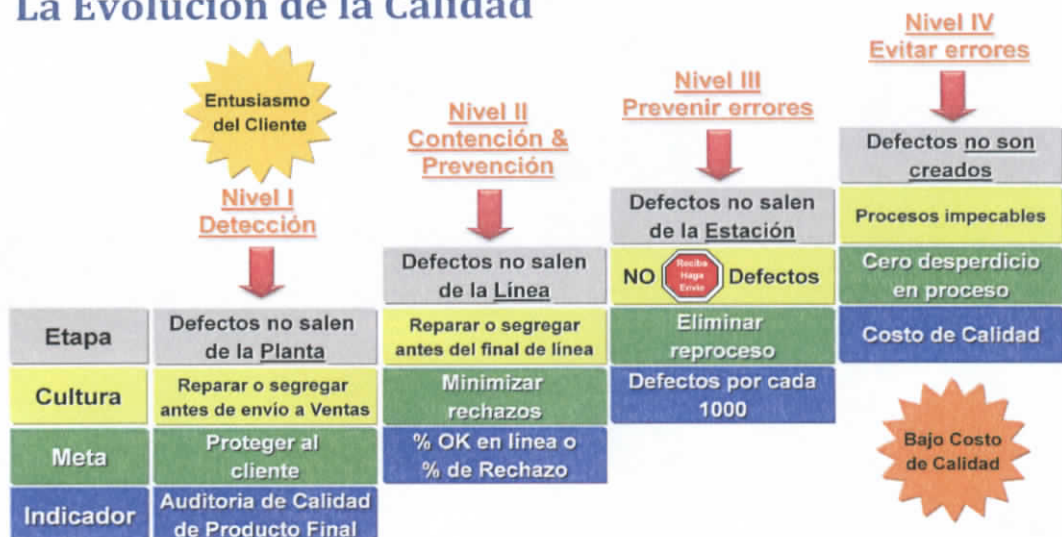 La Evolución de la Calidad
Entusiasmo
del Cliente
Nivel I
Detección
Nivel II
Contención &
Prevención
Nivel III
Prevenir errores
Nivel IV
Evitar errores
Etapa
Defectos no salen
de la Planta
Defectos no salen
de la Línea
Defectos no salen
de la Estación
Defectos no son
creados
Cultura
Reparar o segregar
antes de envío a Ventas
Reparar o segregar
antes del final de línea
NO
Reciba
Haga
Envie
Defectos
Procesos impecables
Meta
Proteger al
cliente
Minimizar
rechazos
Eliminar
reproceso
Cero desperdicio
en proceso
Indicador
Auditoria de Calidad
de Producto Final
% OK en línea o
% de Rechazo
Defectos por cada
1000
Costo de Calidad
Bajo Costo
de Calidad